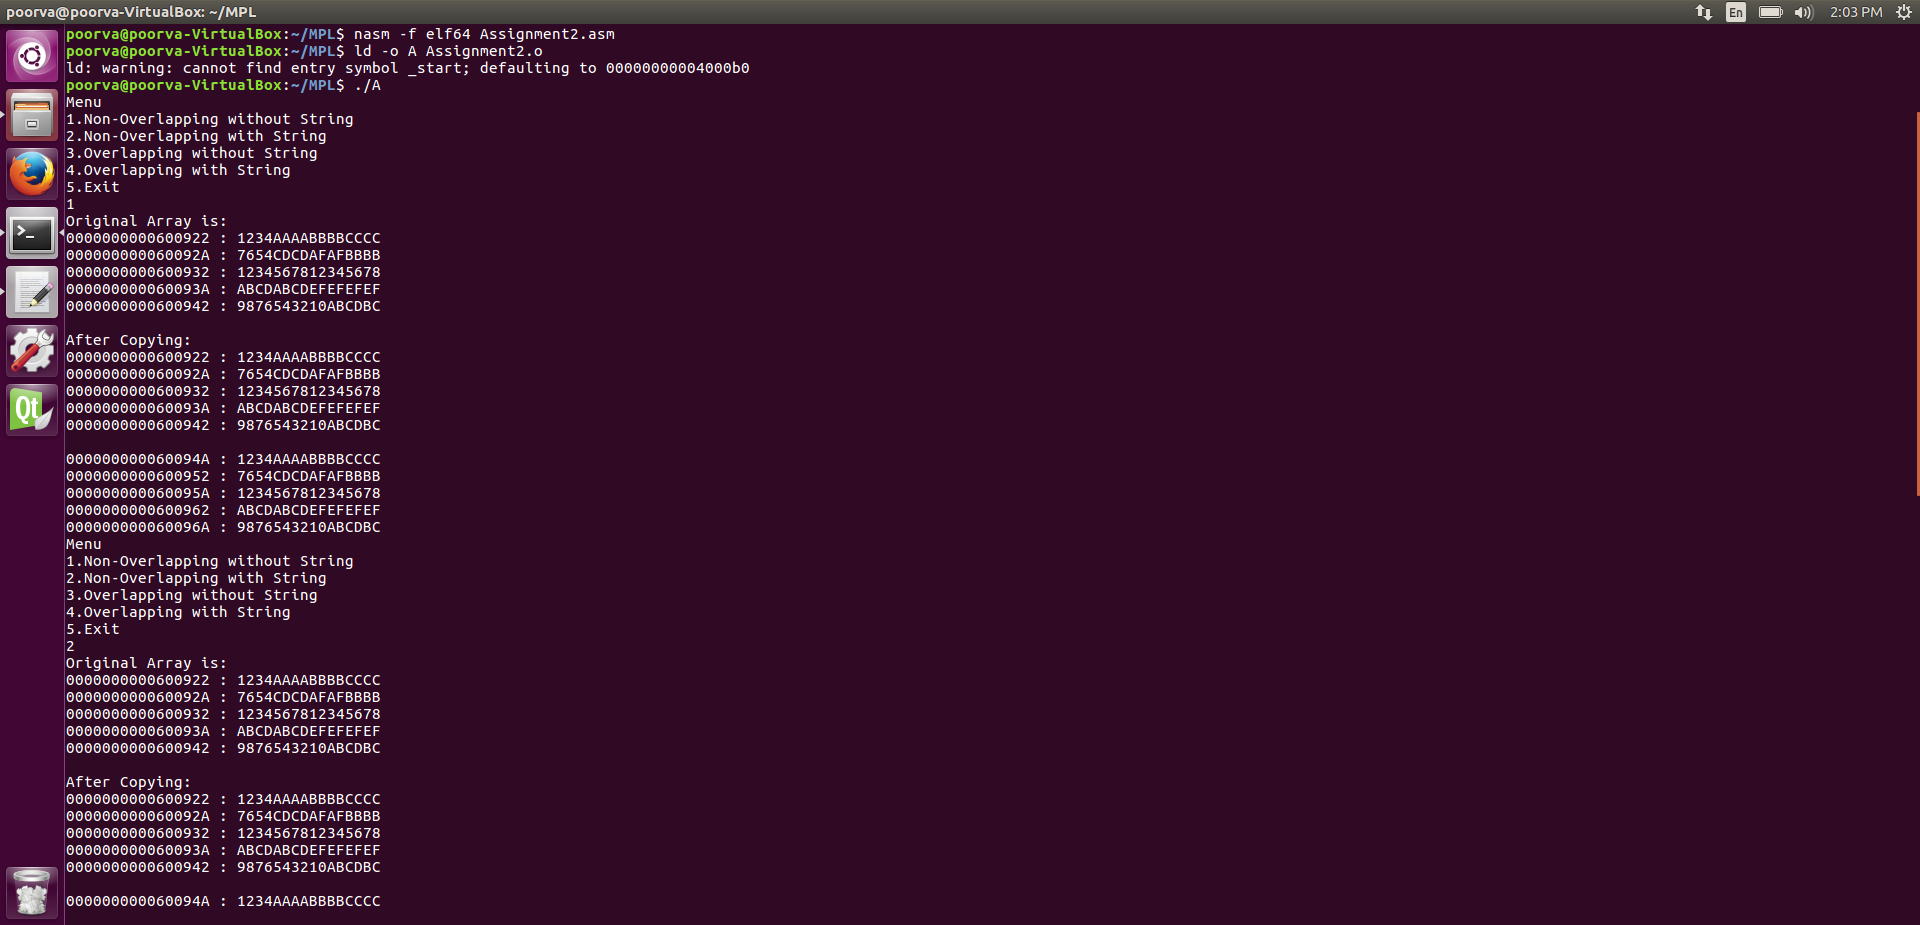 poorva@poorva-VirtualBox: ~/MPL
En
2:03 PM
poorva@poorva-VirtualBox:~/MPL$ nasm -f elf64 Assignment2.asm
poorva@poorva-VirtualBox:~/MPL$ ld -o A Assignment2.o
ld: warning: cannot find entry symbol _start; defaulting to 00000000004000b0
poorva@poorva-VirtualBox:~/MPL$ ./A
Menu
1.Non-Overlapping without String
2.Non-Overlapping with String
3.Overlapping without String
4.Overlapping with String
5.Exit
1
Original Array is:
0000000000600922 : 1234AAAABBBBCCCC
000000000060092A : 7654CDCDAFAFBBBB
0000000000600932 : 1234567812345678
000000000060093A : ABCDABCDEFEFEFEF
0000000000600942 : 9876543210ABCDBC
After Copying:
0000000000600922 : 1234AAAABBBBCCCC
000000000060092A : 7654CDCDAFAFBBBB
0000000000600932 : 1234567812345678
000000000060093A : ABCDABCDEFEFEFEF
0000000000600942 : 9876543210ABCDBC
000000000060094A : 1234AAAABBBBCCCC
0000000000600952 : 7654CDCDAFAFBBBB
000000000060095A : 1234567812345678
0000000000600962 : ABCDABCDEFEFEFEF
000000000060096A : 9876543210ABCDBC
Menu
1.Non-Overlapping without String
2.Non-Overlapping with String
3.Overlapping without String
4.Overlapping with String
5.Exit
2
Original Array is:
0000000000600922 : 1234AAAABBBBCCCC
000000000060092A : 7654CDCDAFAFBBBB
0000000000600932 : 1234567812345678
000000000060093A : ABCDABCDEFEFEFEF
0000000000600942 : 9876543210ABCDBC
After Copying:
0000000000600922 : 1234AAAABBBBCCCC
000000000060092A : 7654CDCDAFAFBBBB
0000000000600932 : 1234567812345678
000000000060093A : ABCDABCDEFEFEFEF
0000000000600942 : 9876543210ABCDBC
000000000060094A : 1234AAAABBBBCCCC
Qt